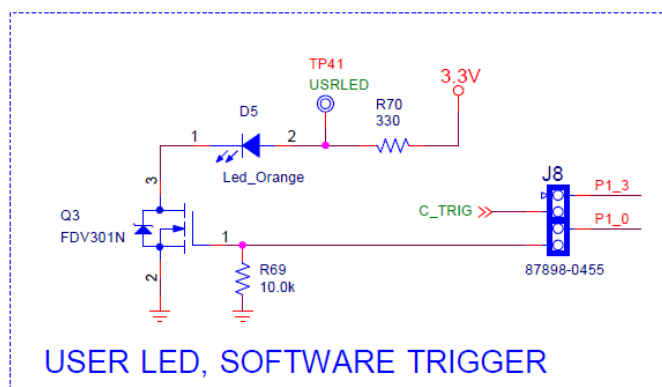 TP41
3.3V
USRLED
R70
330
D5
1
2
J8
Led_Orange
P1_3
3
C_TRIG
Q3
P1_0
FDV301N
1
R69
87898-0455
2
10.0k
USER LED, SOFTWARE TRIGGER